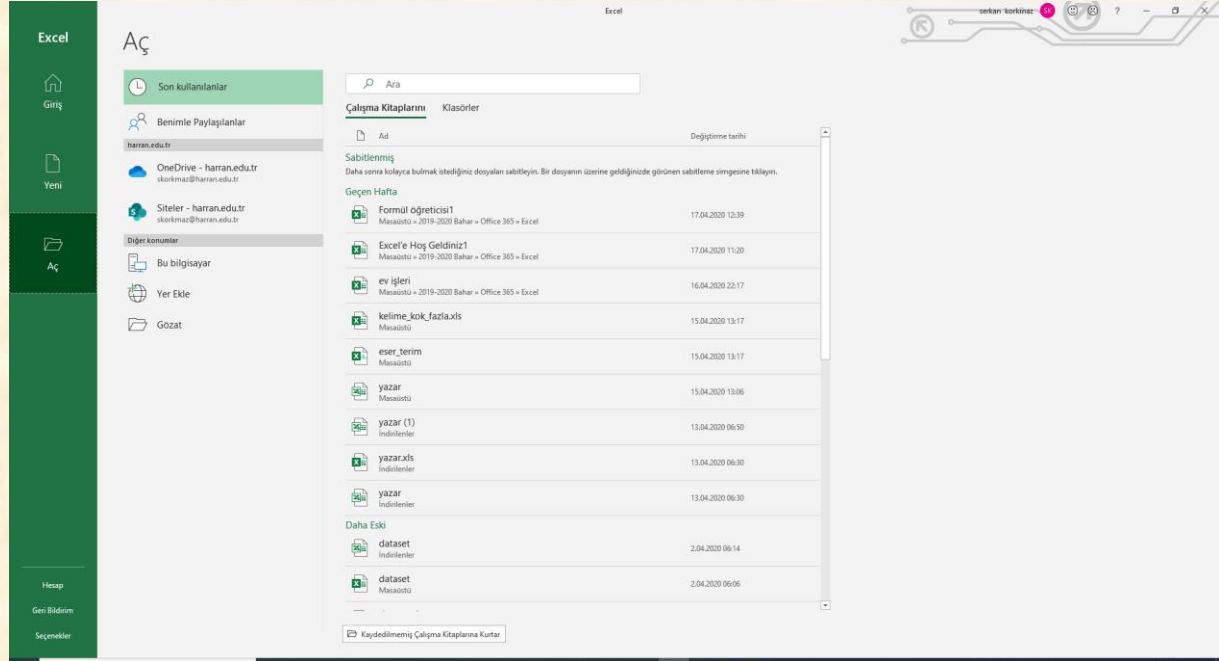 Excel
serkan korkmaz SK ?
Excel
Aç
Giriş
Yeni
Aç
Hesap
Geri Bildirim
Seçenekler
Son kullanılanlar
Benimle Paylaşılanlar
harran.edu.tr
OneDrive - harran.edu.tr
skorkmaz@harran.edu.tr
Siteler - harran.edu.tr
skorkmaz@harran.edu.tr
Diğer konumlar
Bu bilgisayar
Yer Ekle
Gözat
Ara
Çalışma Kitaplarını Klasörler
Ad Değiştirme tarihi
Sabitlenmiş
Daha sonra kolayca bulmak istediğiniz dosyaları sabitleyin. Bir dosyanın üzerine geldiğinizde görünen sabitleme simgesine tıklayın.
Geçen Hafta
Formül öğreticisi1 17.04.2020 12:39
Masaüstü » 2019-2020 Bahar » Office 365 » Excel
Excel'e Hoş Geldiniz1 17.04.2020 11:20
Masaüstü » 2019-2020 Bahar » Office 365 » Excel
ev işleri 16.04.2020 22:17
Masaüstü » 2019-2020 Bahar » Office 365 » Excel
kelime_kok_fazla.xls 15.04.2020 13:17
Masaüstü
eser_terim 15.04.2020 13:17
Masaüstü
yazar 15.04.2020 13:06
Masaüstü
yazar (1) 13.04.2020 06:50
İndirilenler
yazar.xls 13.04.2020 06:30
İndirilenler
yazar 13.04.2020 06:30
İndirilenler
Daha Eski
dataset 2.04.2020 06:14
İndirilenler
dataset 2.04.2020 06:06
Masaüstü
Kaydedilmemiş Çalışma Kitaplarına Kurtar